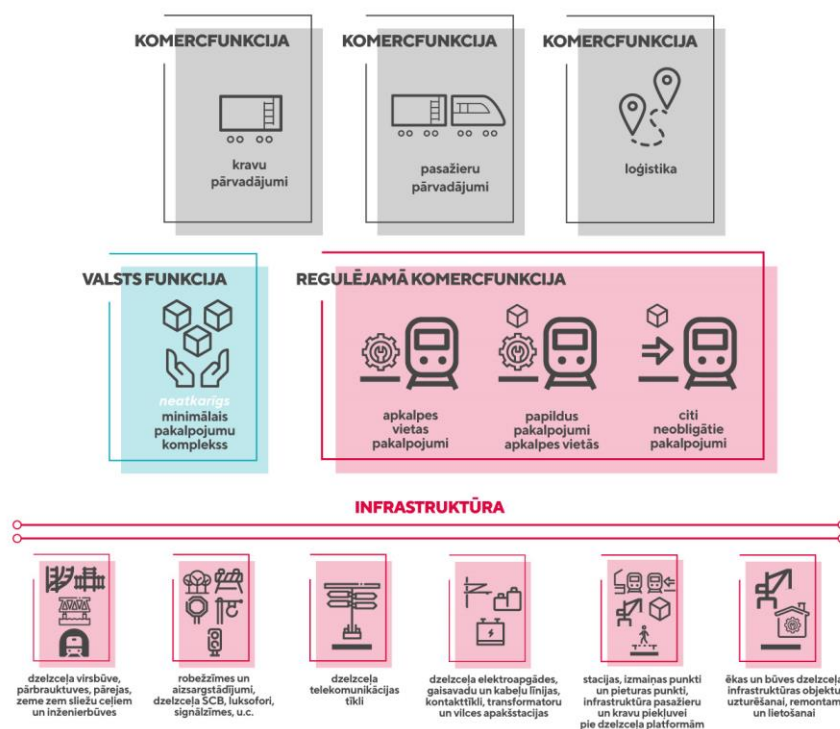 KOMERCFUNKCIJA
kravu
pārvadājumi
KOMERCFUNKCIJA
pasažieru
pārvadājumi
KOMERCFUNKCIJA
loģistika
VALSTS FUNKCIJA
neatkarīgs
minimālais
pakalpojumu
komplekss
REGULĒJAMĀ KOMERCFUNKCIJA
apkalpes
vietas
pakalpojumi
papildus
pakalpojumi
apkalpes vietās
citi
neobligātie
pakalpojumi
INFRASTRUKTŪRA
dzelzceļa virsbūve,
pārbrauktuves, pārejas,
zeme zem sliežu ceļiem
un inženierbūves
robežzīmes un
aizsargstādījumi,
dzelzceļa SCB, luksofori,
signālzīmes, u.c.
dzelzceļa
telekomunikācijas
tīkli
dzelzceļa elektroapgādes,
gaisavadu un kabeļu līnijas,
kontakttīkli, transformatoru
un vilces apakšstacijas
stacijas, izmaiņas punkti
un pieturas punkti,
infrastruktūra pasažieru
un kravu piekļuvei
pie dzelzceļa platformām
ēkas un būves dzelzceļa
infrastruktūras objektu
uzturēšanai, remontam
un lietošanai